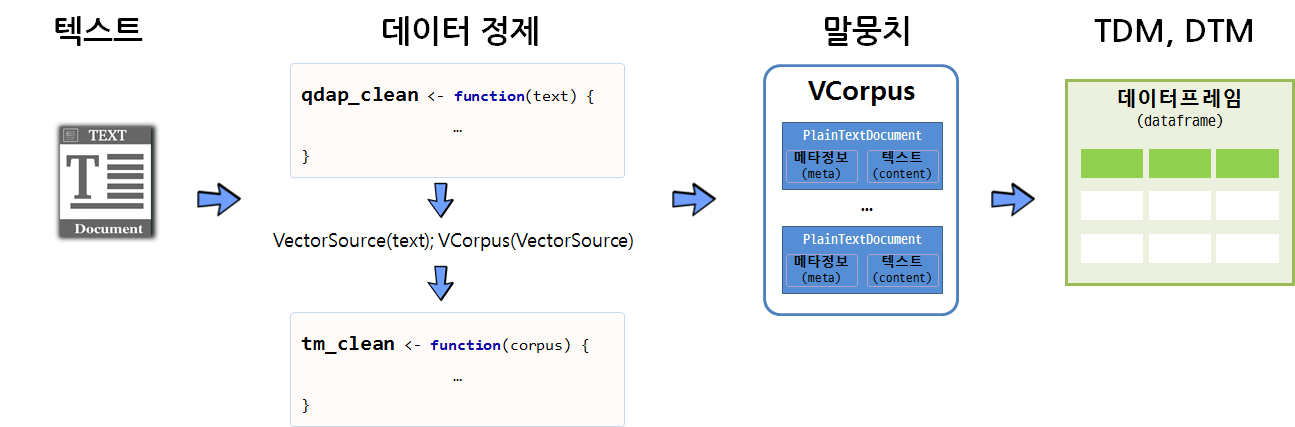 텍스트
TEXT
T
Document
데이터 정제
qdap_clean <- function(text) {
…
}
VectorSource(text); VCorpus(VectorSource)
tm_clean <- function(corpus) {
…
}
말뭉치
VCorpus
PlainTextDocument
메타정보 텍스트
(meta) (content)
…
PlainTextDocument
메타정보 텍스트
(meta) (content)
TDM, DTM
데이터프레임
(dataframe)